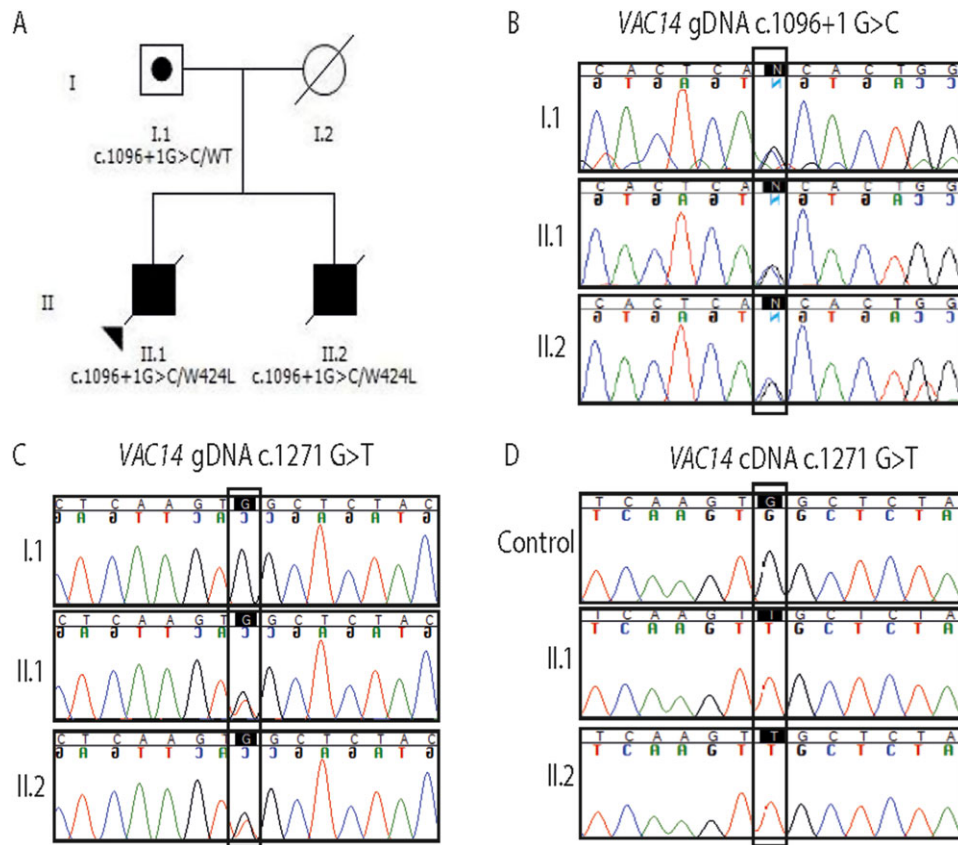 A
I
I.1
c.1096+1G>C/WT
I.2
II
II.1
c.1096+1G>C/W424L
II.2
c.1096+1G>C/W424L
B
VAC14 gDNA c.1096+1 G>C
I.1
C A C T C A N C A C T G G
G T G A G T N G T G A C C
II.1
C A C T C A N C A C T G G
G T G A G T N G T G A C C
II.2
C A C T C A N C A C T G G
G T G A G T N G T G A C C
C
VAC14 gDNA c.1271 G>T
I.1
C T C A A G T G G C T C T A C
G A G T T C A C C G A G A T G
II.1
C T C A A G T G G C T C T A C
G A G T T C A C C G A G A T G
II.2
C T C A A G T G G C T C T A C
G A G T T C A C C G A G A T G
D
VAC14 cDNA c.1271 G>T
Control
T C A A G T G G C T C T A
T C A A G T G G C T C T A
II.1
T C A A G T T G C T C T A
T C A A G T T G C T C T A
II.2
T C A A G T T G C T C T A
T C A A G T T G C T C T A